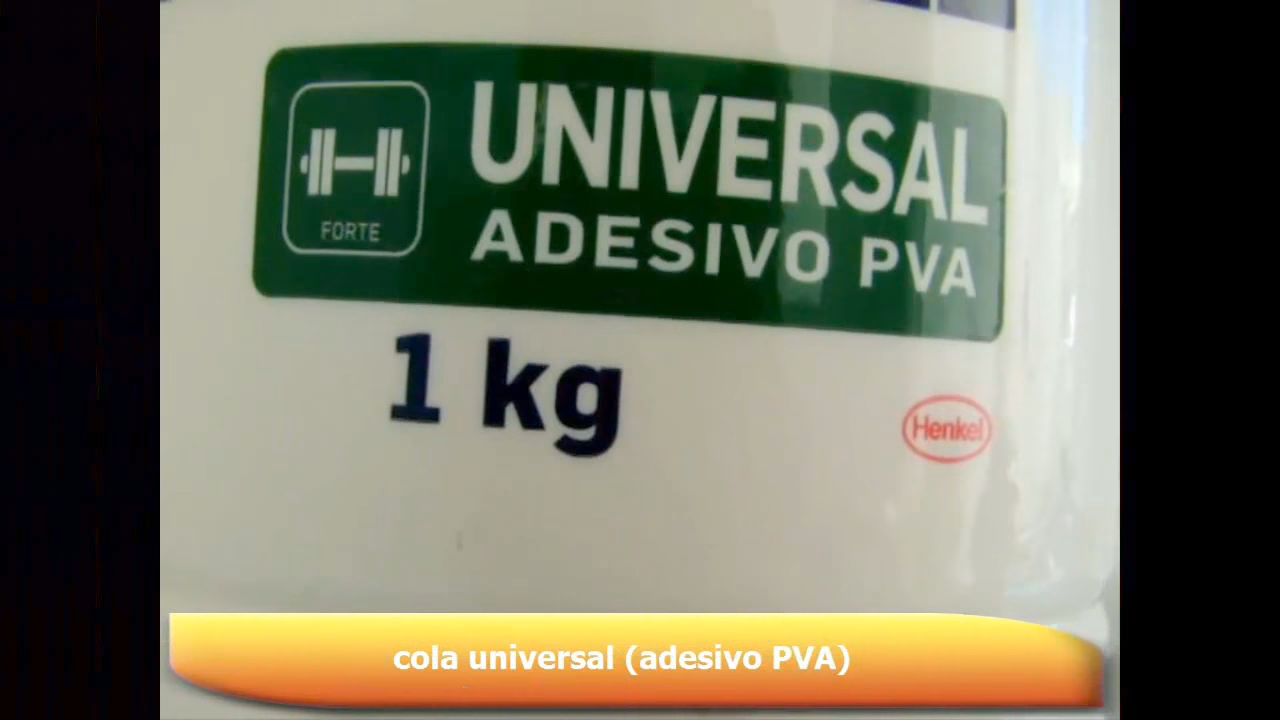 UNIVERSAL
ADESIVO PVA
FORTE
1 kg
Henkel
cola universal (adesivo PVA)